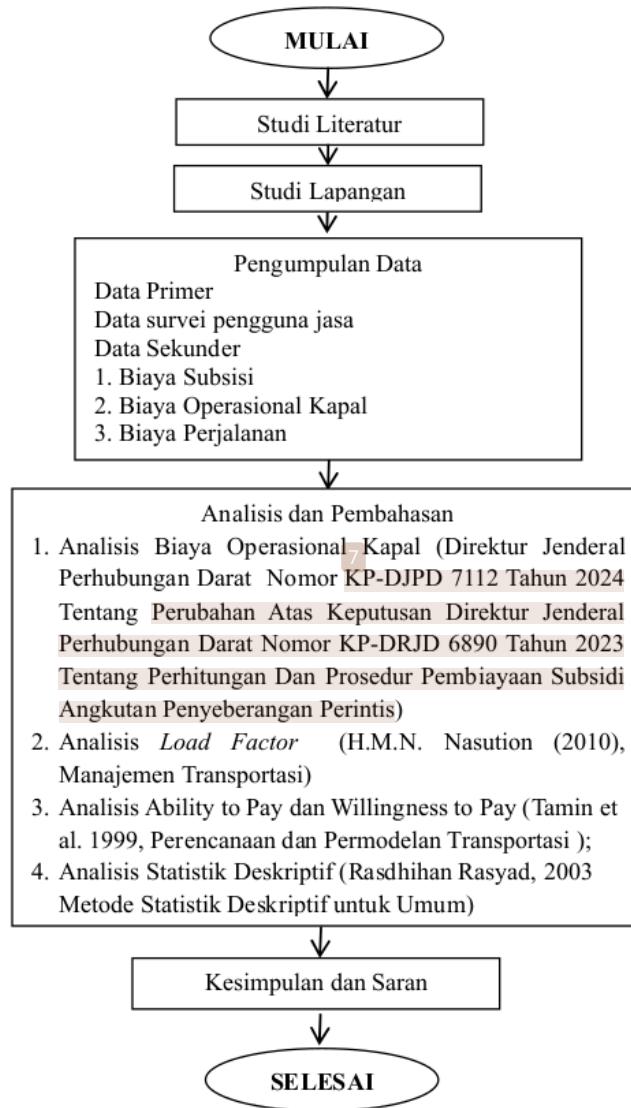 MULAI
Studi Literatur
Studi Lapangan
Pengumpulan Data
Data Primer
Data survei pengguna jasa
Data Sekunder
1. Biaya Subsisi
2. Biaya Operasional Kapal
3. Biaya Perjalanan
Analisis dan Pembahasan
1. Analisis Biaya Operasional Kapal (Direktur Jenderal
7
Perhubungan Darat Nomor KP-DJPD 7112 Tahun 2024
Tentang Perubahan Atas Keputusan Direktur Jenderal
Perhubungan Darat Nomor KP-DRJD 6890 Tahun 2023
Tentang Perhitungan Dan Prosedur Pembiayaan Subsidi
Angkutan Penyeberangan Perintis)
2. Analisis Load Factor (H.M.N. Nasution (2010),
Manajemen Transportasi)
3. Analisis Ability to Pay dan Willingness to Pay (Tamin et
al. 1999, Perencanaan dan Permodelan Transportasi );
4. Analisis Statistik Deskriptif (Rasdhihan Rasyad, 2003
Metode Statistik Deskriptif untuk Umum)
Kesimpulan dan Saran
SELESAI